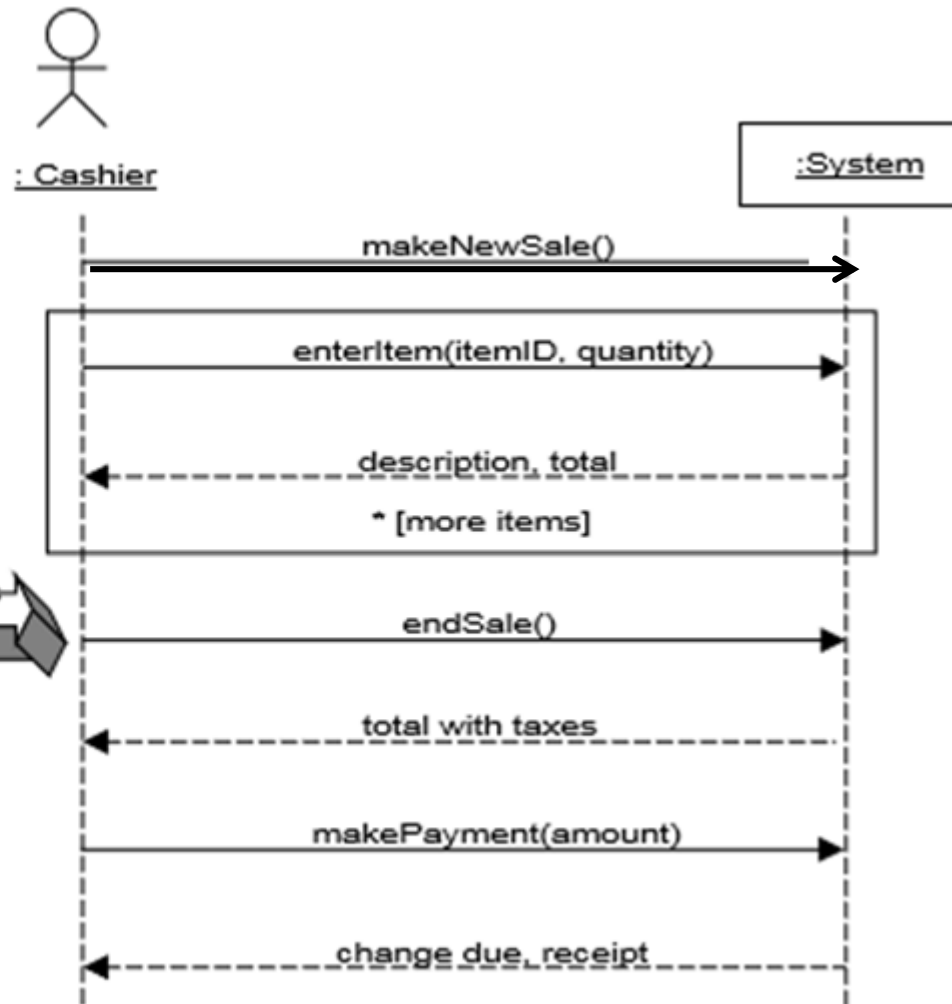 : Cashier
:System
makeNewSale()
enterItem(itemID, quantity)
description, total
* [more items]
endSale()
total with taxes
makePayment(amount)
change due, receipt